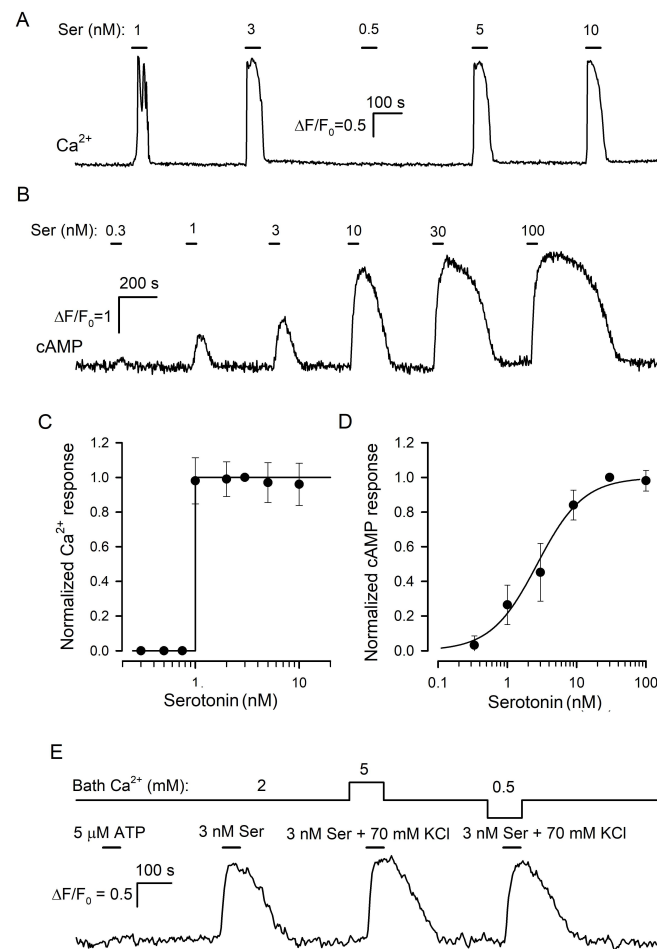 A
Ser (nM): 1 3 0.5 5 10
100 s
ΔF/F₀=0.5
Ca²⁺
B
Ser (nM): 0.3 1 3 10 30 100
200 s
ΔF/F₀=1
cAMP
C
Normalized Ca²⁺ response
1.2
1.0
0.8
0.6
0.4
0.2
0.0
1 10
Serotonin (nM)
D
Normalized cAMP response
1.2
1.0
0.8
0.6
0.4
0.2
0.0
0.1 1 10 100
Serotonin (nM)
E
Bath Ca²⁺ (mM): 2 5 0.5
5 μM ATP 3 nM Ser 3 nM Ser + 70 mM KCl 3 nM Ser + 70 mM KCl
100 s
ΔF/F₀ = 0.5